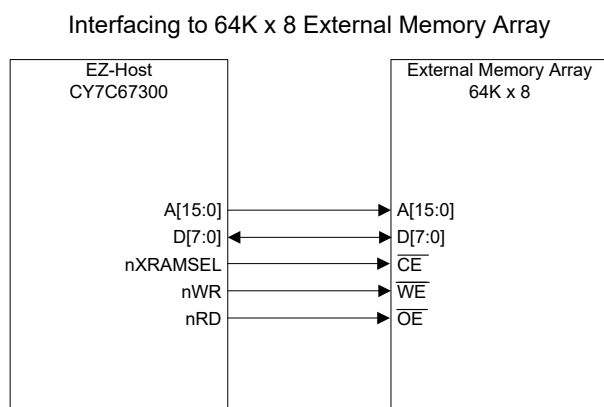 Interfacing to 64K x 8 External Memory Array
EZ-Host
CY7C67300
External Memory Array
64K x 8
A[15:0]
A[15:0]
D[7:0]
D[7:0]
nXRAMSEL
CE
nWR
WE
nRD
OE